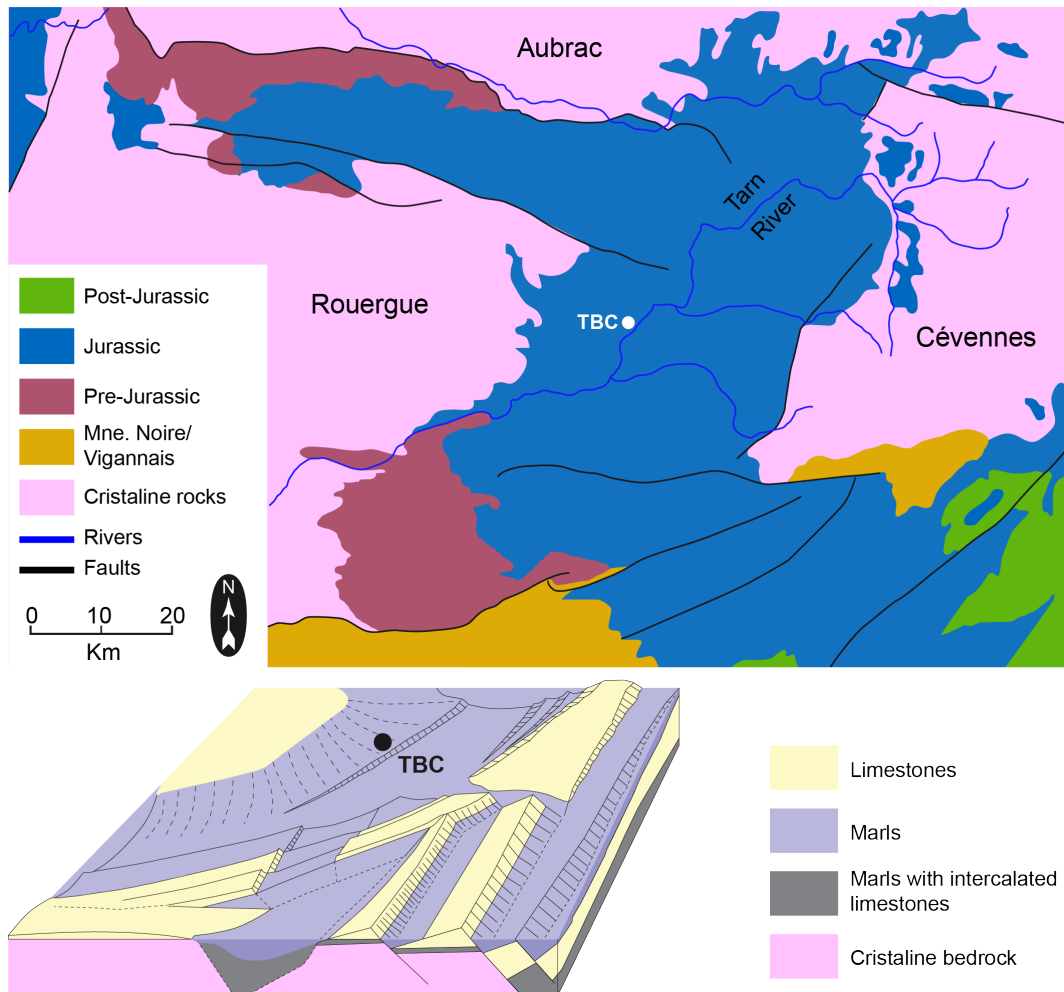 Aubrac
Tarn
River
Rouergue
TBC
Cévennes
Post-Jurassic
Jurassic
Pre-Jurassic
Mne. Noire/
Vigannais
Cristaline rocks
Rivers
Faults
N
0 10 20
Km
TBC
Limestones
Marls
Marls with intercalated
limestones
Cristaline bedrock